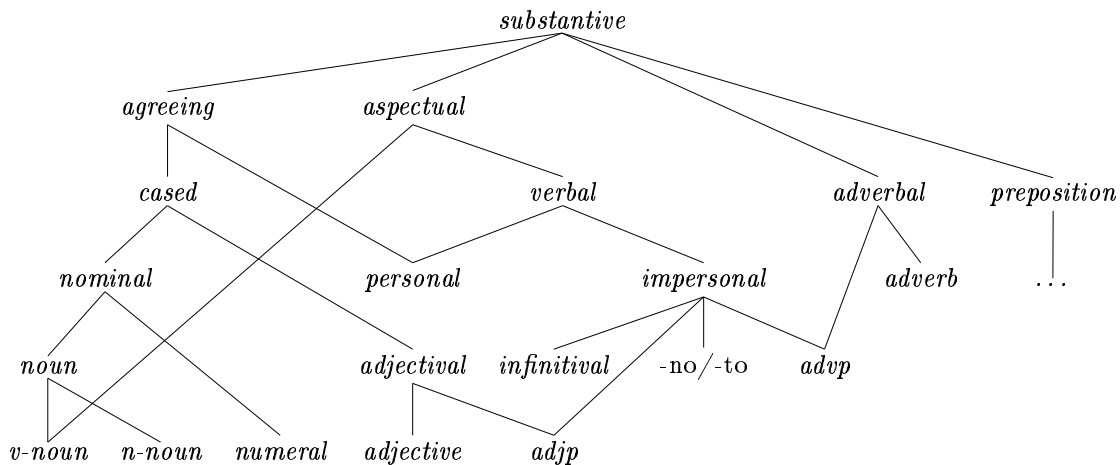 substantive
agreeing aspectual
cased verbal adverbal preposition
nominal personal impersonal adverb ...
noun adjectival infinitival -no/-to advp
v-noun n-noun numeral adjective adjp